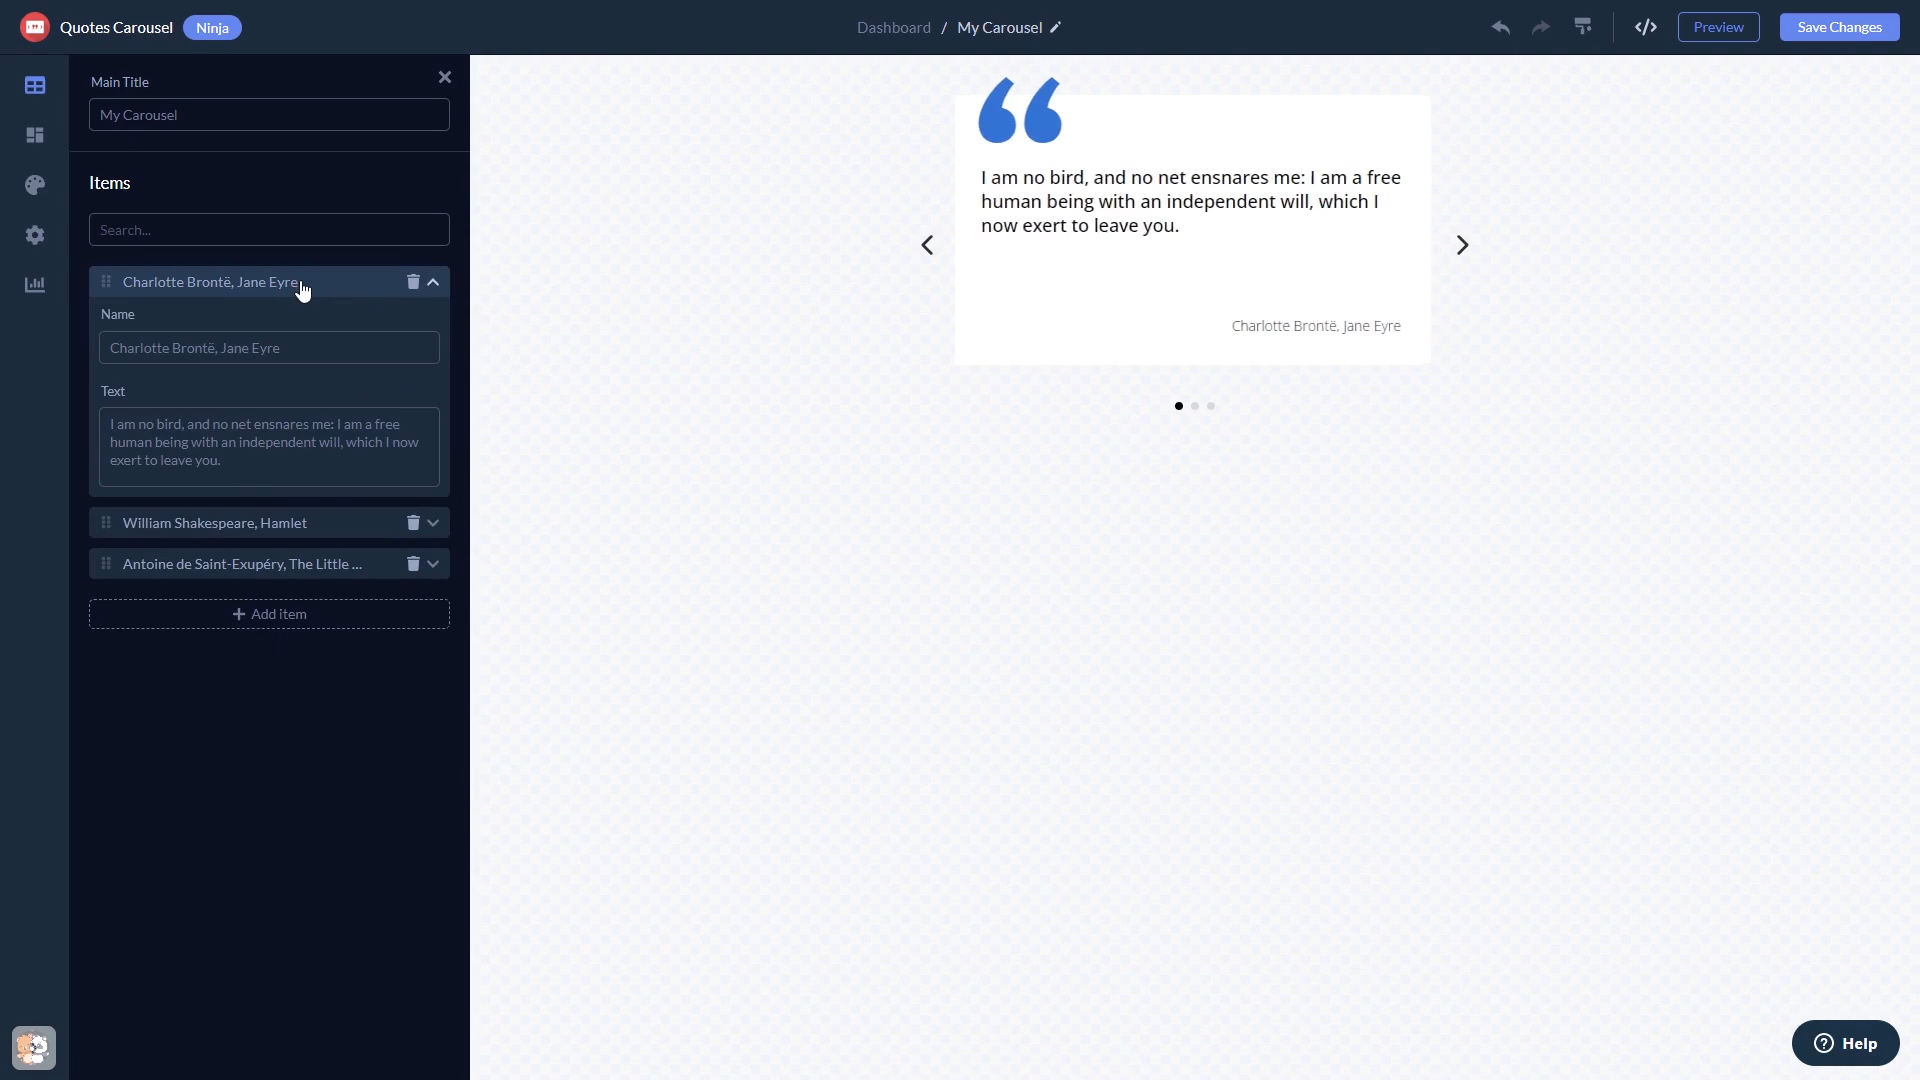 Quotes Carousel Ninja
Dashboard / My Carousel
Preview
Save Changes
Main Title
My Carousel
Items
Search...
Charlotte Brontë, Jane Eyre
Name
Charlotte Brontë, Jane Eyre
Text
I am no bird, and no net ensnares me: I am a free
human being with an independent will, which I now
exert to leave you.
William Shakespeare, Hamlet
Antoine de Saint-Exupéry, The Little ...
Add item
I am no bird, and no net ensnares me: I am a free
human being with an independent will, which I
now exert to leave you.
Charlotte Brontë, Jane Eyre
Help